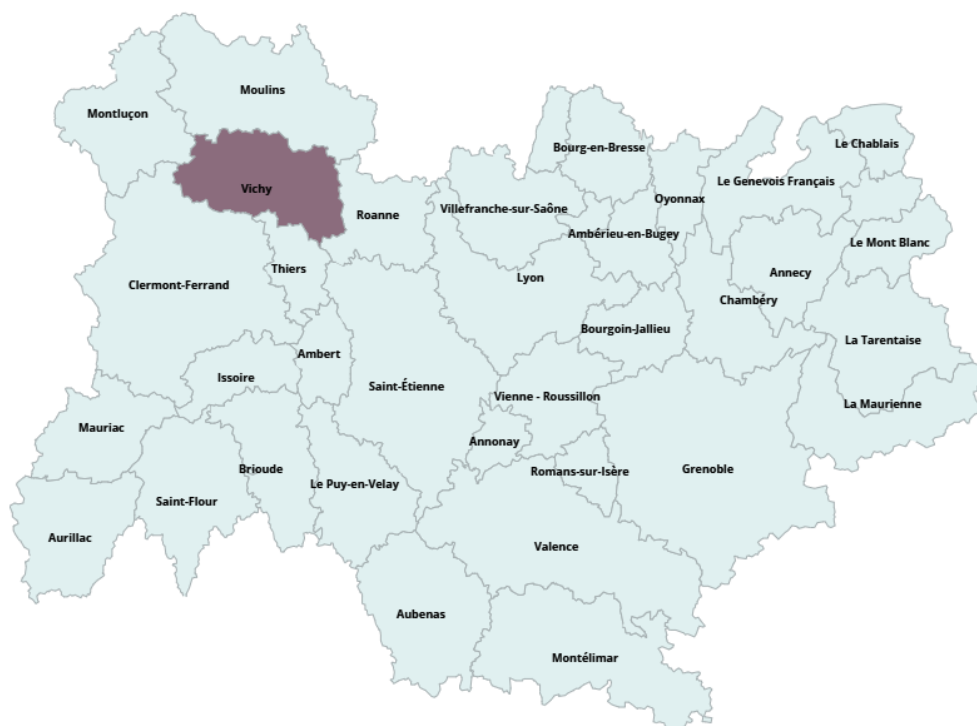 Moulins
Montluçon
Le Chablais
Bourg-en-Bresse
Le Genevois Français
Vichy
Oyonnax
Villefranche-sur-Saône
Roanne
Ambérieu-en-Bugey
Le Mont Blanc
Thiers
Annecy
Lyon
Clermont-Ferrand
Chambéry
Bourgoin-Jallieu
La Tarentaise
Ambert
Issoire
Saint-Étienne
Vienne - Roussillon
La Maurienne
Mauriac
Annonay
Brioude
Grenoble
Romans-sur-Isère
Le Puy-en-Velay
Saint-Flour
Aurillac
Valence
Aubenas
Montélimar